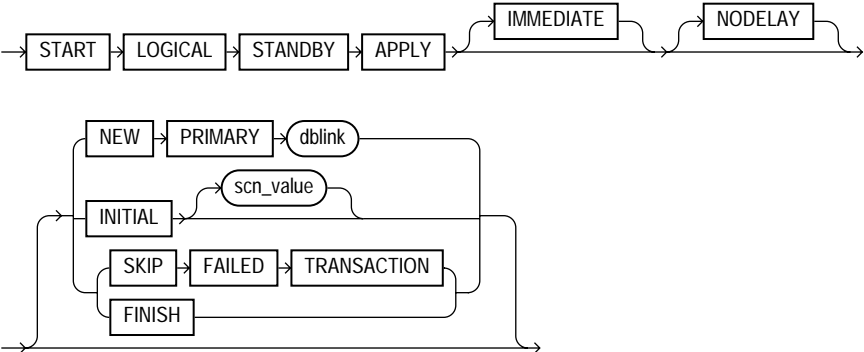 START LOGICAL STANDBY APPLY IMMEDIATE NODELAY
NEW PRIMARY dblink
INITIAL scn_value
SKIP FAILED TRANSACTION
FINISH